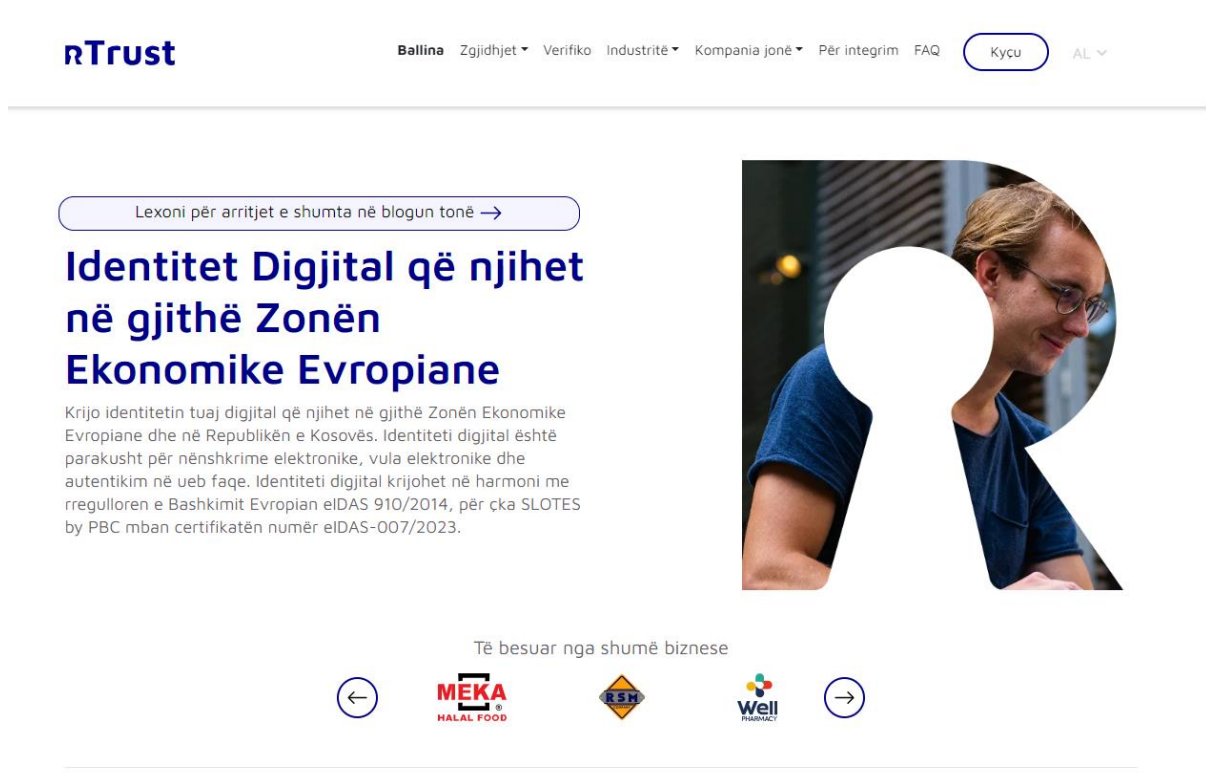 rTrust
Ballina Zgjidhjet Verifiko Industritë Kompania jonë Për integrim FAQ Kyçu AL
Lexoni për arritjet e shumta në blogun tonë →
Identitet Digjital që njihet
në gjithë Zonën
Ekonomike Evropiane
Krijo identitetin tuaj digjital që njihet në gjithë Zonën Ekonomike
Evropiane dhe në Republikën e Kosovës. Identiteti digjital është
parakusht për nënshkrime elektronike, vula elektronike dhe
autentikim në ueb faqe. Identiteti digjital krijohet në harmoni me
rregulloren e Bashkimit Evropian eIDAS 910/2014, për çka SLOTES
by PBC mban certifikatën numër eIDAS-007/2023.
Të besuar nga shumë biznese
MEKA ®
HALAL FOOD
RSM
Well
PHARMACY